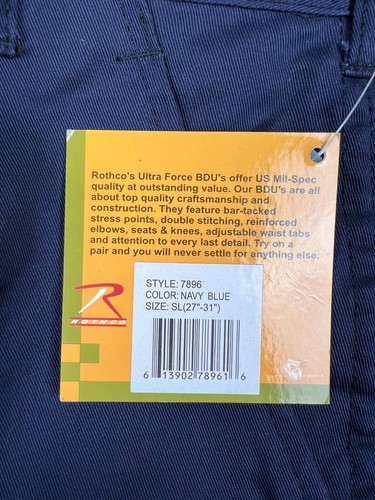 Rothco's Ultra Force BDU's offer US Mil-Spec
quality at outstanding value. Our BDU's are all
about top quality craftsmanship and
construction. They feature bar-tacked
stress points, double stitching, reinforced
elbows, seats & knees, adjustable waist tabs
and attention to every last detail. Try on a
pair and you will never settle for anything else.
STYLE: 7896
COLOR: NAVY BLUE
SIZE: SL(27"-31")
R
ROTHCO
6 13902 78961 6